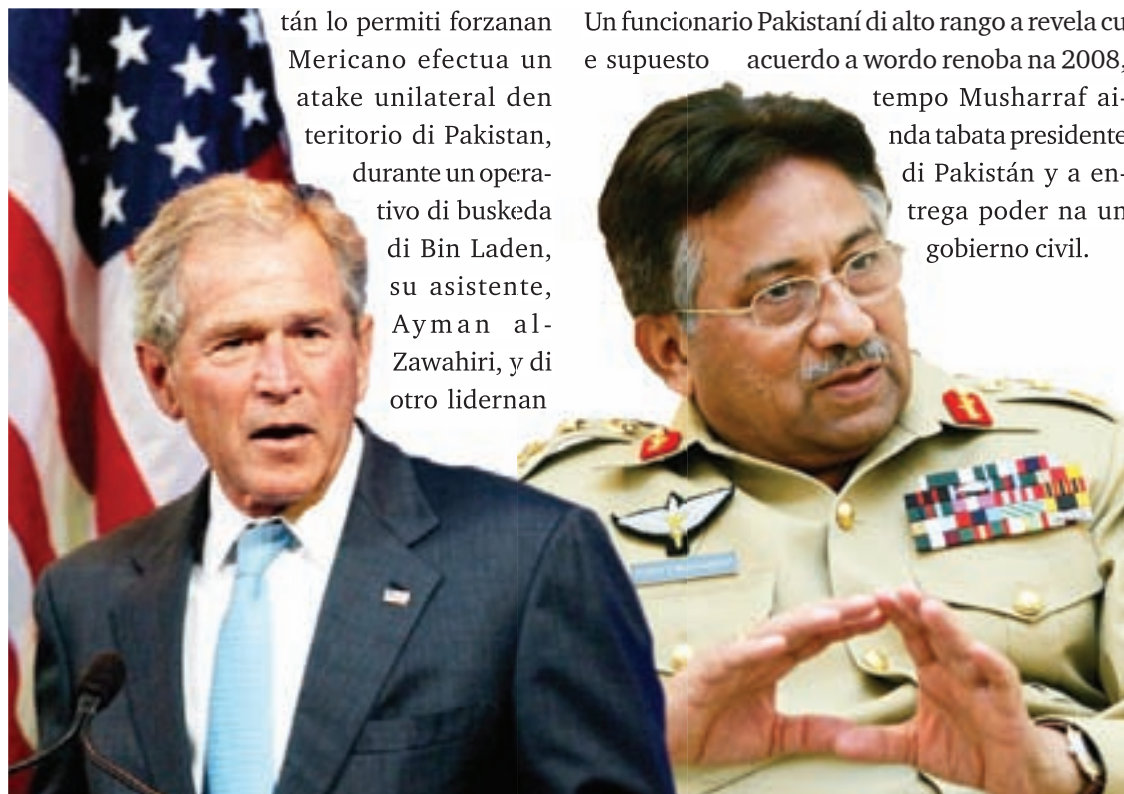 tán lo permiti forzanan
Mericano efectua un
atake unilateral den
teritorio di Pakistan,
durante un opera-
tivo di buskeda
di Bin Laden,
su asistente,
Ayman al-
Zawahiri, y di
otro lidernan
Un funcionario Pakistaní di alto rango a revela cu
e supuesto acuerdo a wordo renoba na 2008,
tempo Musharraf ai-
nda tabata presidente
di Pakistán y a en-
trega poder na un
gobierno civil.